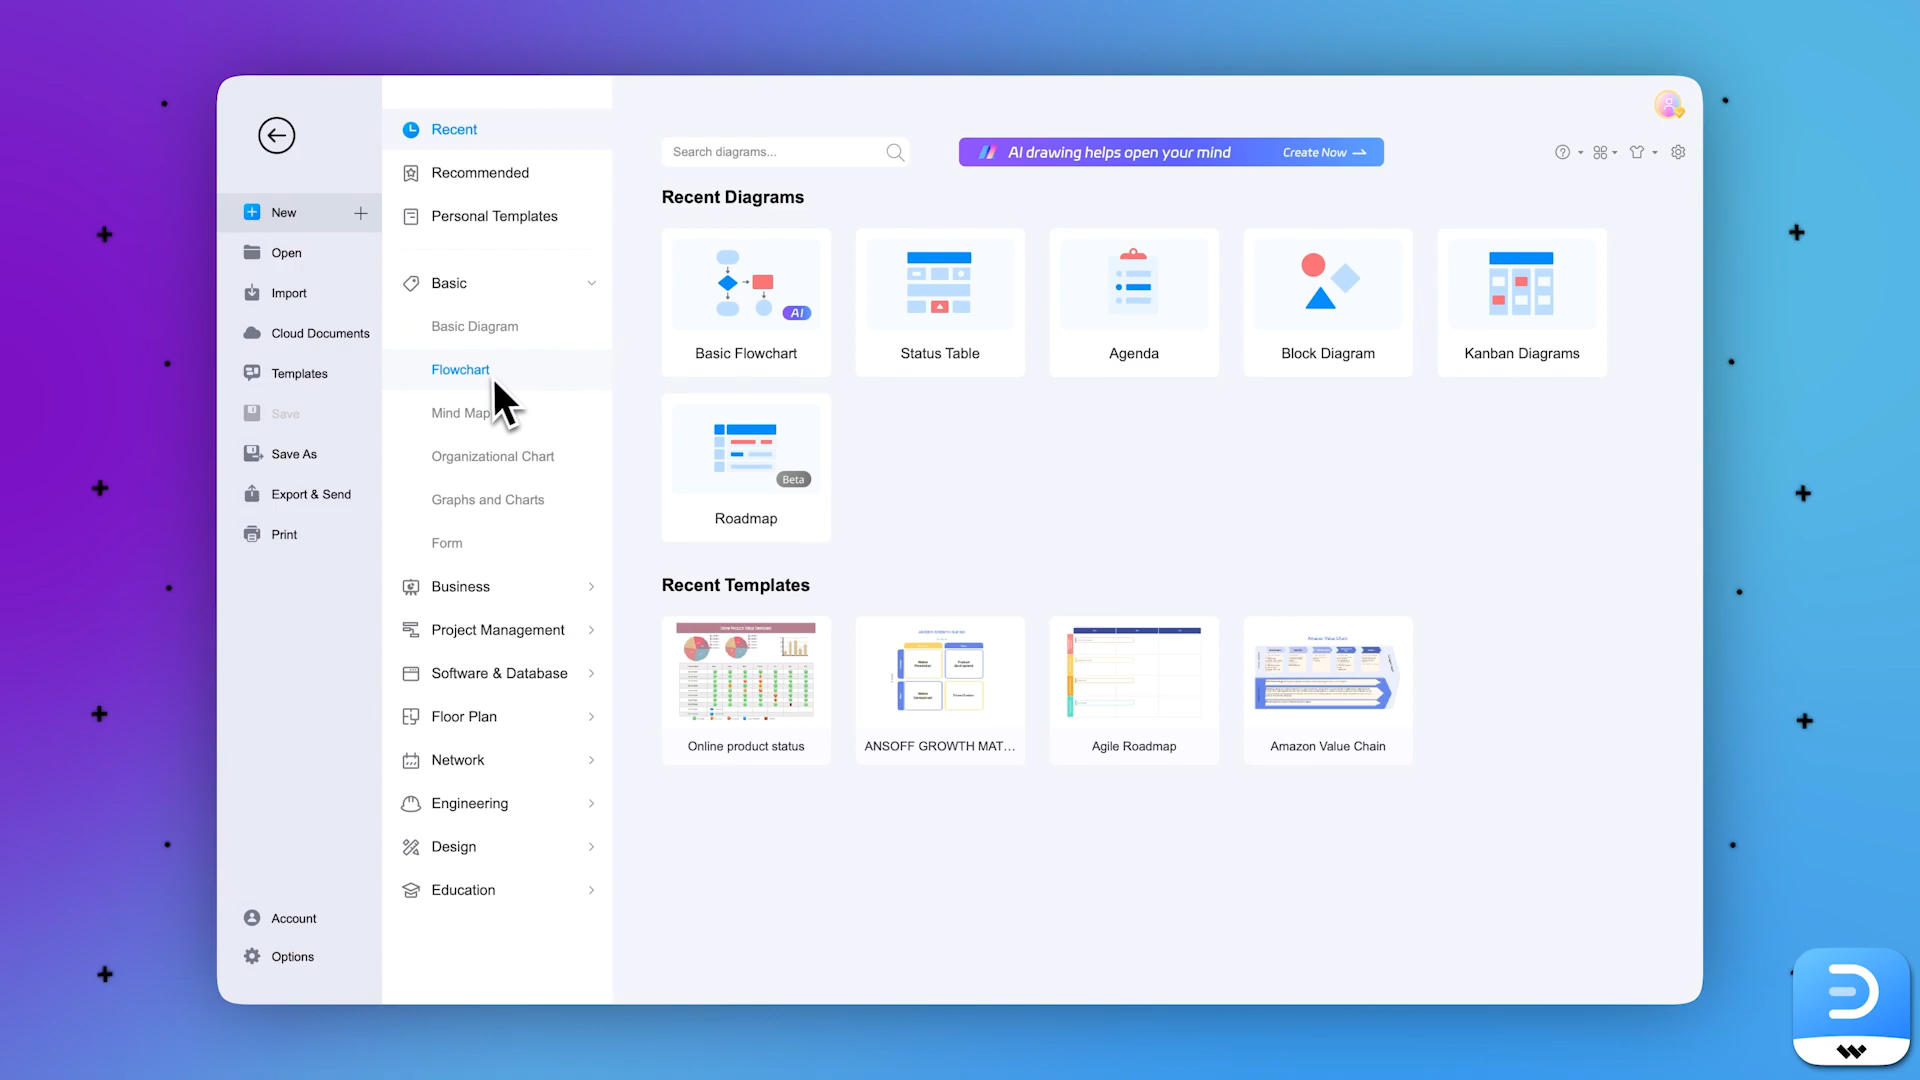 New
Open
Import
Cloud Documents
Templates
Save
Save As
Export & Send
Print
Account
Options
Recent
Recommended
Personal Templates
Basic
Basic Diagram
Flowchart
Mind Map
Organizational Chart
Graphs and Charts
Form
Business
Project Management
Software & Database
Floor Plan
Network
Engineering
Design
Education
Search diagrams...
AI drawing helps open your mind
Create Now
Recent Diagrams
AI
Basic Flowchart
Status Table
Agenda
Block Diagram
Kanban Diagrams
Beta
Roadmap
Recent Templates
Online product status
ANSOFF GROWTH MAT...
Agile Roadmap
Amazon Value Chain
Amazon Value Chain